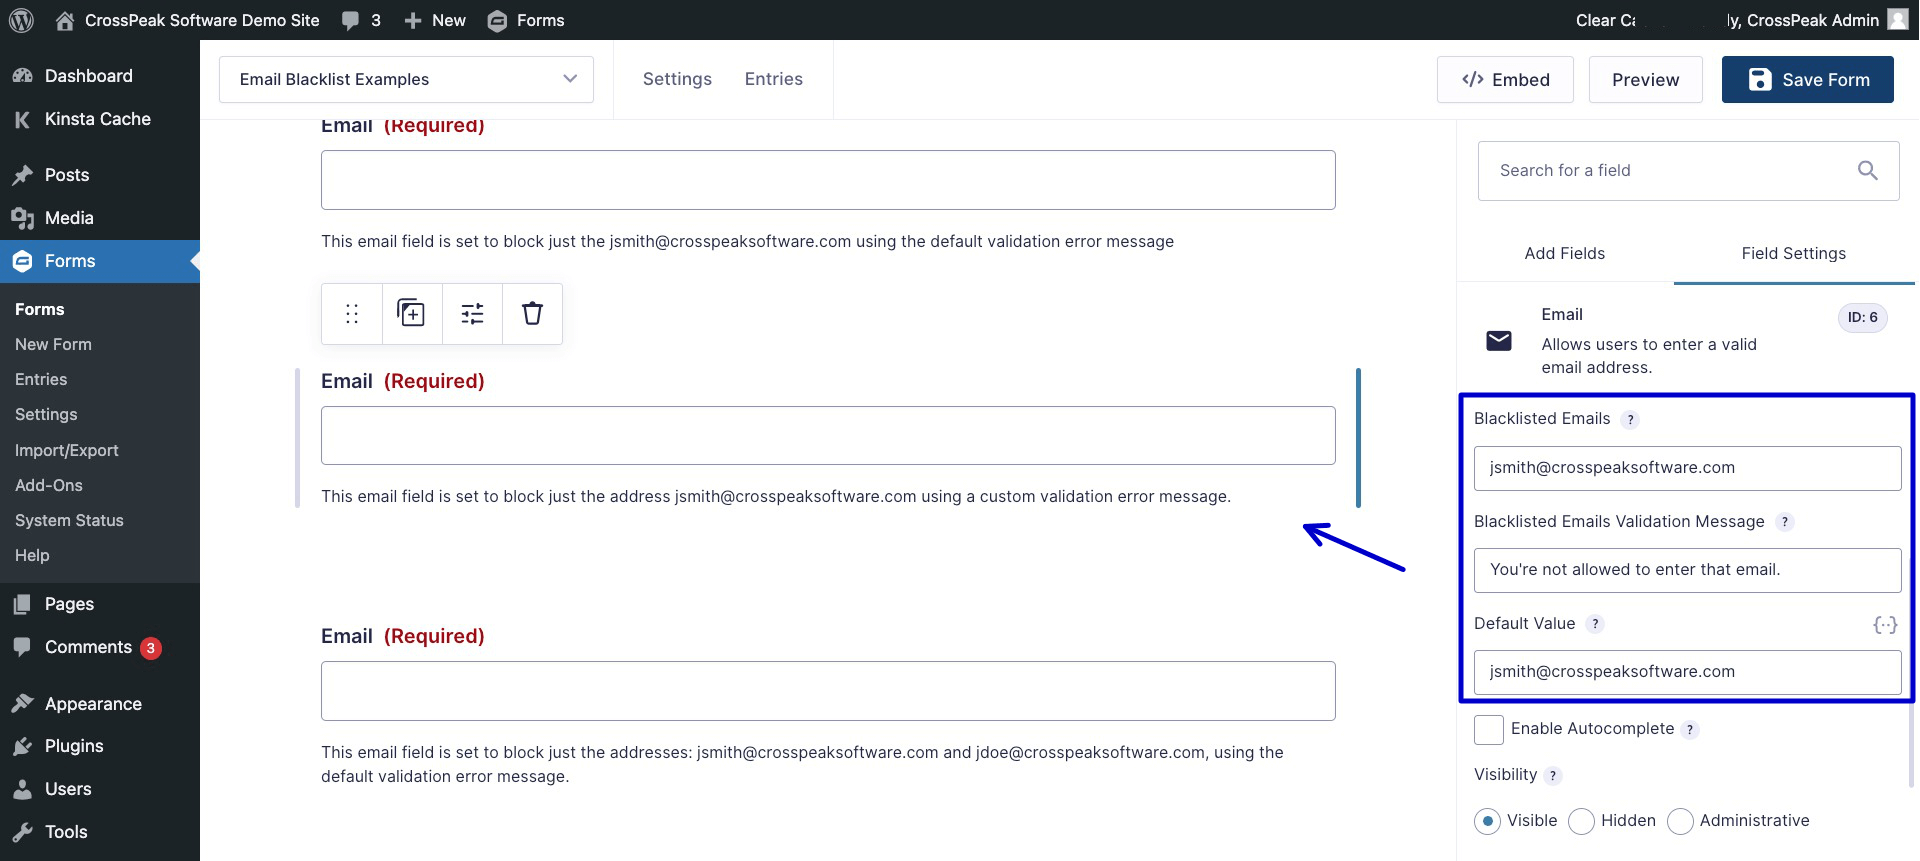 CrossPeak Software Demo Site 3 New Forms
Clear Ca
ly, CrossPeak Admin
Dashboard
Kinsta Cache
Posts
Media
Forms
Forms
New Form
Entries
Settings
Import/Export
Add-Ons
System Status
Help
Pages
Comments 3
Appearance
Plugins
Users
Tools
Email Blacklist Examples
Settings Entries
</> Embed Preview Save Form
Email (Required)
This email field is set to block just the jsmith@crosspeaksoftware.com using the default validation error message
Email (Required)
This email field is set to block just the address jsmith@crosspeaksoftware.com using a custom validation error message.
Email (Required)
This email field is set to block just the addresses: jsmith@crosspeaksoftware.com and jdoe@crosspeaksoftware.com, using the
default validation error message.
Search for a field
Add Fields Field Settings
Email ID: 6
Allows users to enter a valid
email address.
Blacklisted Emails ?
jsmith@crosspeaksoftware.com
Blacklisted Emails Validation Message ?
You're not allowed to enter that email.
Default Value ? {··}
jsmith@crosspeaksoftware.com
Enable Autocomplete ?
Visibility ?
Visible Hidden Administrative